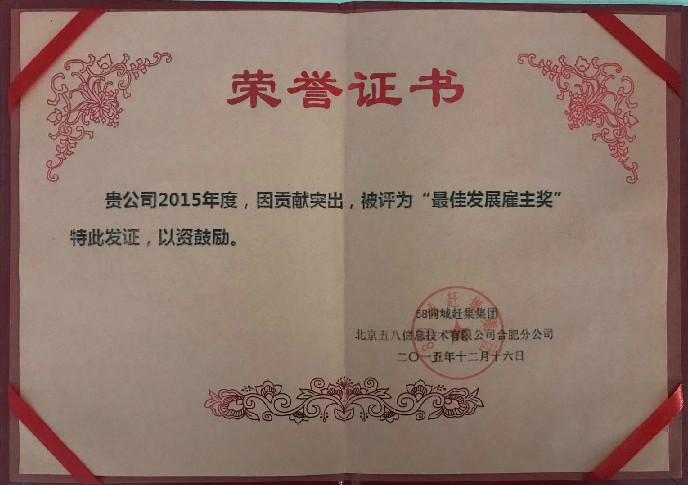 荣誉证书
贵公司2015年度，因贡献突出，被评为“最佳发展雇主奖”
特此发证，以资鼓励。
58同城赶集集团
北京五八信息技术有限公司合肥分公司
二〇一五年十二月十六日